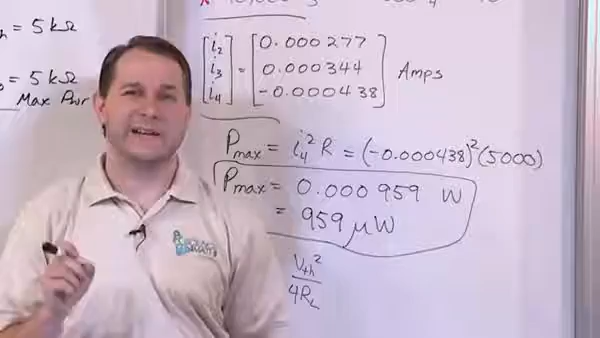 = 5 kΩ
= 5 kΩ
Max Pwr
[i₂ i₃ i₄] = [0.000277 0.000344 -0.000438] Amps
Pmax = i₄² R = (-0.000438)² (5000)
Pmax = 0.000959 W
= 959 μW
Vth² / 4RL